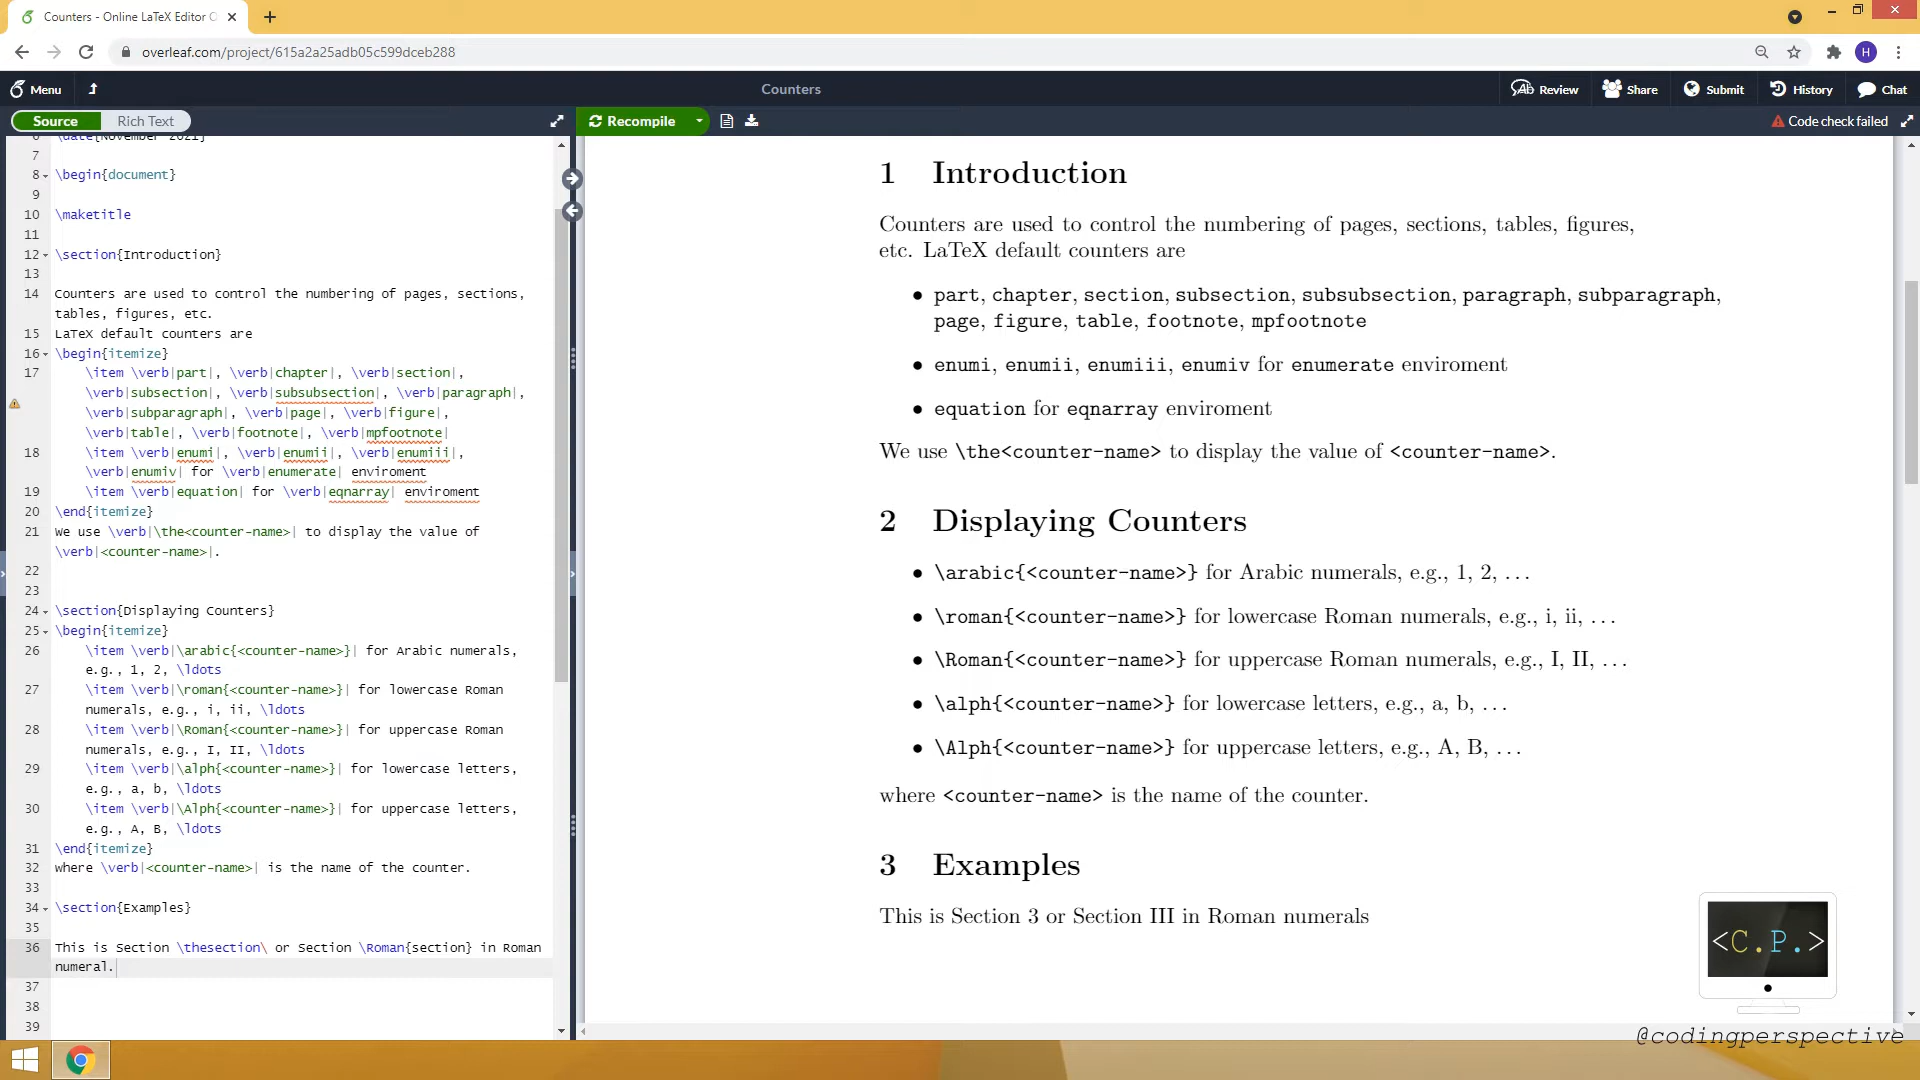 Counters - Online LaTeX Editor O
overleaf.com/project/615a2a25adb05c599dceb288
H
Menu
Counters
Review
Share
Submit
History
Chat
Source
Rich Text
Recompile
Code check failed
6 \date{November 2021}
7
8 \begin{document}
9
10 \maketitle
11
12 \section{Introduction}
13
14 Counters are used to control the numbering of pages, sections,
tables, figures, etc.
15 LaTeX default counters are
16 \begin{itemize}
17 \item \verb|part|, \verb|chapter|, \verb|section|,
\verb|subsection|, \verb|subsubsection|, \verb|paragraph|,
\verb|subparagraph|, \verb|page|, \verb|figure|,
\verb|table|, \verb|footnote|, \verb|mpfootnote|
18 \item \verb|enumi|, \verb|enumii|, \verb|enumiii|,
\verb|enumiv| for \verb|enumerate| enviroment
19 \item \verb|equation| for \verb|eqnarray| enviroment
20 \end{itemize}
21 We use \verb|\the<counter-name>| to display the value of
\verb|<counter-name>|.
22
23
24 \section{Displaying Counters}
25 \begin{itemize}
26 \item \verb|\arabic{<counter-name>}| for Arabic numerals,
e.g., 1, 2, \ldots
27 \item \verb|\roman{<counter-name>}| for lowercase Roman
numerals, e.g., i, ii, \ldots
28 \item \verb|\Roman{<counter-name>}| for uppercase Roman
numerals, e.g., I, II, \ldots
29 \item \verb|\alph{<counter-name>}| for lowercase letters,
e.g., a, b, \ldots
30 \item \verb|\Alph{<counter-name>}| for uppercase letters,
e.g., A, B, \ldots
31 \end{itemize}
32 where \verb|<counter-name>| is the name of the counter.
33
34 \section{Examples}
35
36 This is Section \thesection\ or Section \Roman{section} in Roman
numeral.
37
38
39
1 Introduction
Counters are used to control the numbering of pages, sections, tables, figures,
etc. LaTeX default counters are
• part, chapter, section, subsection, subsubsection, paragraph, subparagraph,
page, figure, table, footnote, mpfootnote
• enumi, enumii, enumiii, enumiv for enumerate enviroment
• equation for eqnarray enviroment
We use \the<counter-name> to display the value of <counter-name>.
2 Displaying Counters
• \arabic{<counter-name>} for Arabic numerals, e.g., 1, 2, ...
• \roman{<counter-name>} for lowercase Roman numerals, e.g., i, ii, ...
• \Roman{<counter-name>} for uppercase Roman numerals, e.g., I, II, ...
• \alph{<counter-name>} for lowercase letters, e.g., a, b, ...
• \Alph{<counter-name>} for uppercase letters, e.g., A, B, ...
where <counter-name> is the name of the counter.
3 Examples
This is Section 3 or Section III in Roman numerals
<C.P.>
@codingperspective